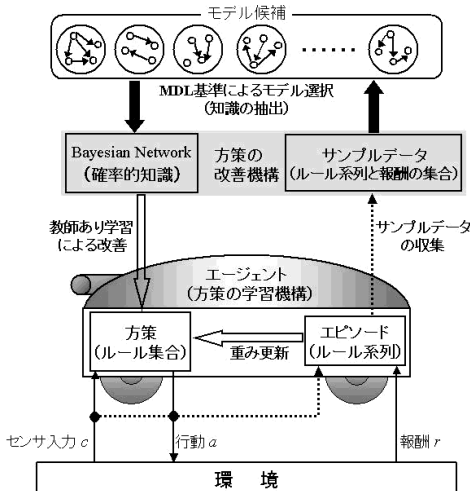 モデル候補
‥‥‥
MDL基準によるモデル選択
(知識の抽出)
Bayesian Network
(確率的知識)
方策の
改善機構
サンプルデータ
(ルール系列と報酬の集合)
教師あり学習
による改善
サンプルデータ
の収集
エージェント
(方策の学習機構)
方策
(ルール集合)
重み更新
エピソード
(ルール系列)
センサ入力 c
行動 a
報酬 r
環 境